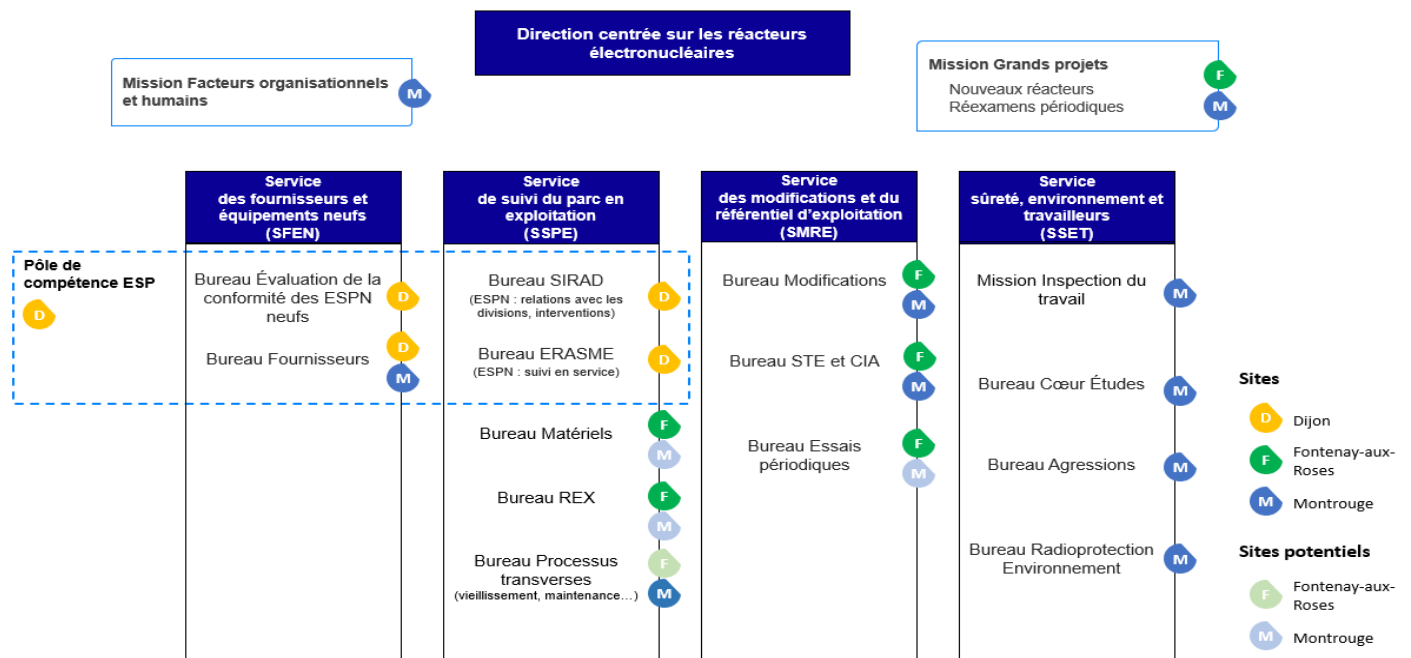 Direction centrée sur les réacteurs
électronucléaires
Mission Facteurs organisationnels
et humains
M
Mission Grands projets
Nouveaux réacteurs
Réexamens périodiques
F
M
Service
des fournisseurs et
équipements neufs
(SFEN)
Service
de suivi du parc en
exploitation
(SSPE)
Service
des modifications et du
référentiel d'exploitation
(SMRE)
Service
sûreté, environnement et
travailleurs
(SSET)
Pôle de
compétence ESP
D
Bureau Évaluation de la
conformité des ESPN
neufs
D
Bureau Fournisseurs
D
M
Bureau SIRAD
(ESPN : relations avec les
divisions, interventions)
D
Bureau ERASME
(ESPN : suivi en service)
D
Bureau Matériels
F
M
Bureau REX
F
M
Bureau Processus
transverses
(vieillissement, maintenance…)
F
M
Bureau Modifications
F
M
Bureau STE et CIA
F
M
Bureau Essais
périodiques
F
M
Mission Inspection du
travail
M
Bureau Cœur Études
M
Bureau Agressions
M
Bureau Radioprotection
Environnement
M
Sites
D
Dijon
F
Fontenay-aux-
Roses
M
Montrouge
Sites potentiels
F
Fontenay-aux-
Roses
M
Montrouge